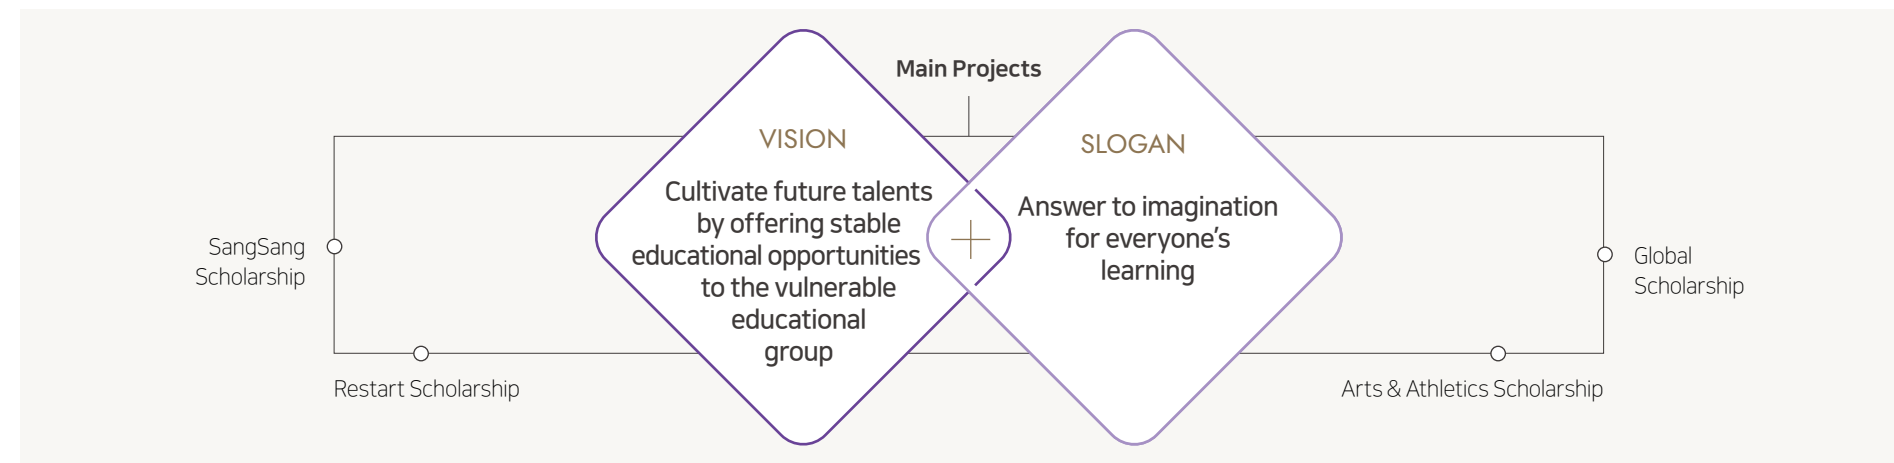 Main Projects
VISION
Cultivate future talents
by offering stable
educational opportunities
to the vulnerable
educational
group
SLOGAN
Answer to imagination
for everyone’s
learning
SangSang
Scholarship
Restart Scholarship
Global
Scholarship
Arts & Athletics Scholarship